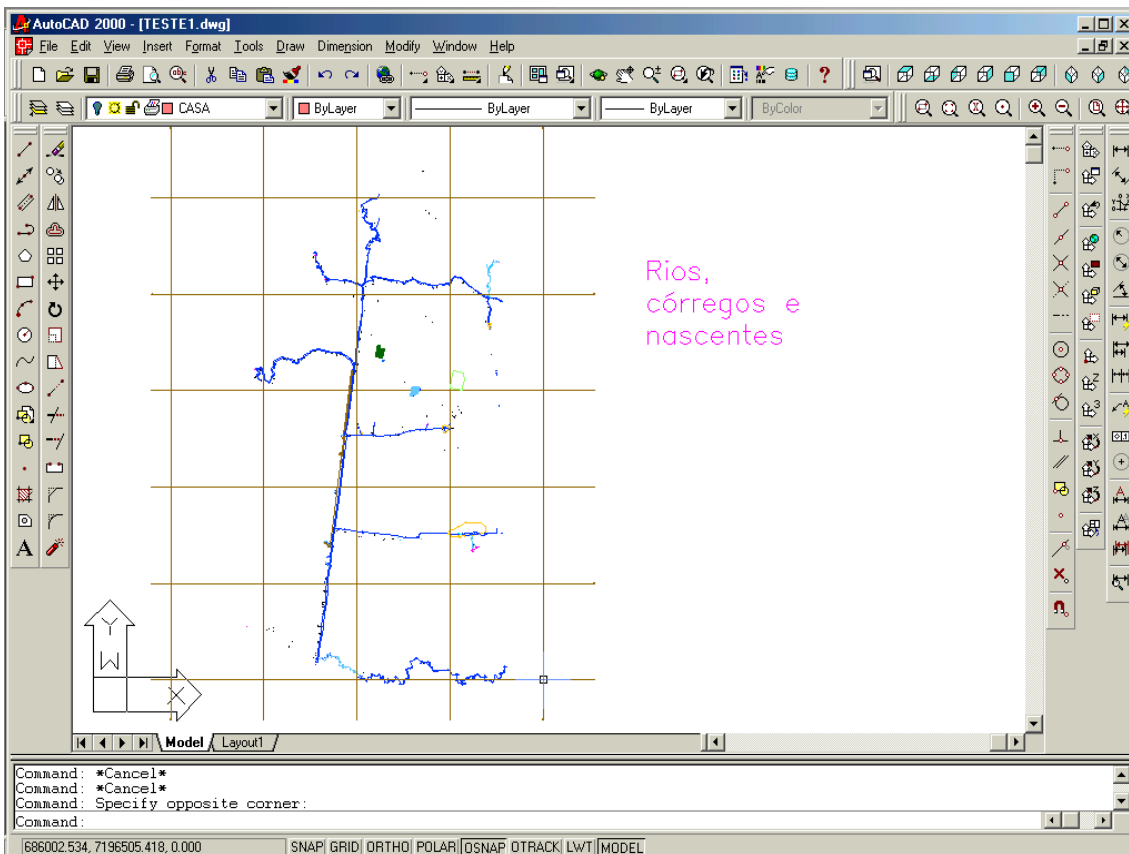 AutoCAD 2000 - [TESTE1.dwg]
File Edit View Insert Format Tools Draw Dimension Modify Window Help
CASA ByLayer ByLayer ByLayer ByColor
Rios,
córregos e
nascentes
Y
W
X
Model Layout1
Command: *Cancel*
Command: *Cancel*
Command: Specify opposite corner:
Command:
686002.534, 7196505.418, 0.000 SNAP GRID ORTHO POLAR OSNAP OTRACK LWT MODEL